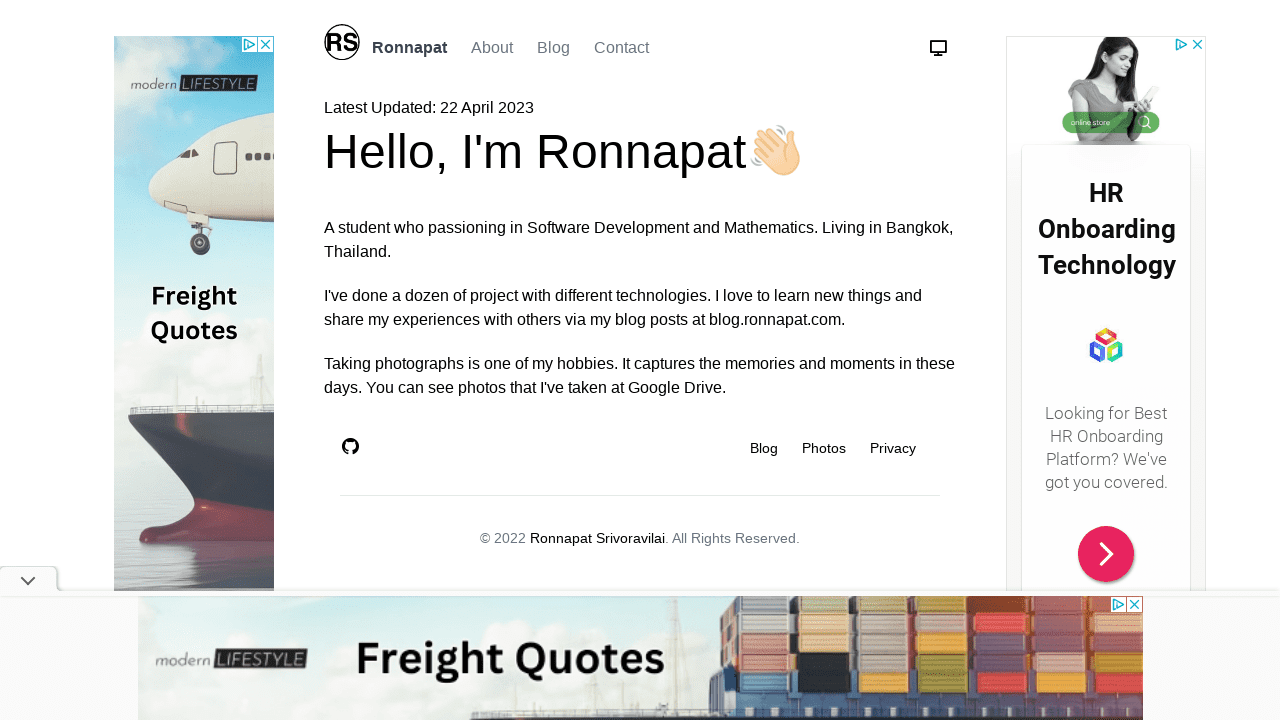 RS
Ronnapat About Blog Contact
Latest Updated: 22 April 2023
Hello, I'm Ronnapat👋
A student who passioning in Software Development and Mathematics. Living in Bangkok,
Thailand.
I've done a dozen of project with different technologies. I love to learn new things and
share my experiences with others via my blog posts at blog.ronnapat.com.
Taking photographs is one of my hobbies. It captures the memories and moments in these
days. You can see photos that I've taken at Google Drive.
Blog Photos Privacy
© 2022 Ronnapat Srivoravilai. All Rights Reserved.
modern LIFESTYLE
Freight
Quotes
online store
HR
Onboarding
Technology
Looking for Best
HR Onboarding
Platform? We've
got you covered.
modern LIFESTYLE
Freight Quotes